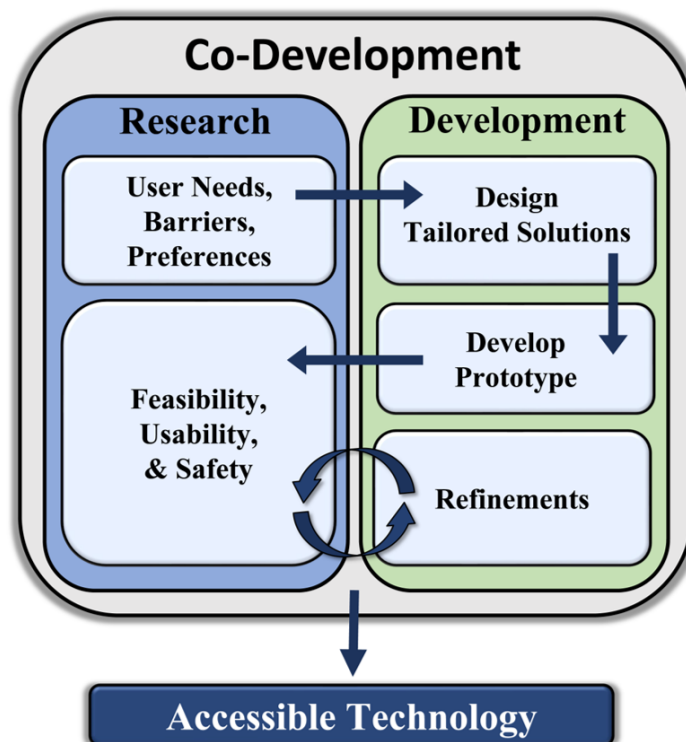 Co-Development
Research
User Needs,
Barriers,
Preferences
Feasibility,
Usability,
& Safety
Development
Design
Tailored Solutions
Develop
Prototype
Refinements
Accessible Technology